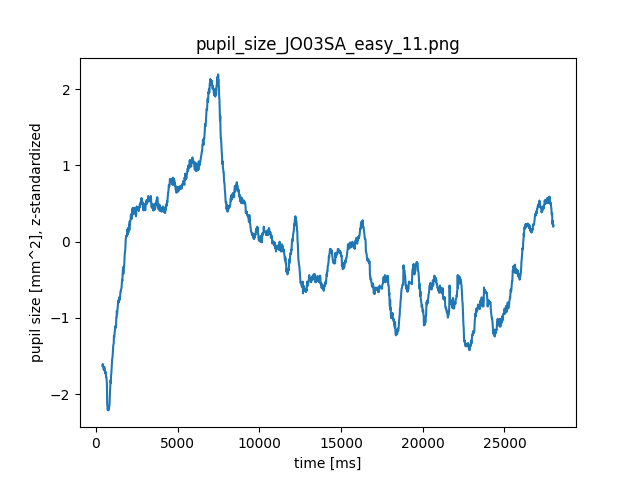 pupil_size_JO03SA_easy_11.png
pupil size [mm^2], z-standardized
2
1
0
−1
−2
0 5000 10000 15000 20000 25000
time [ms]